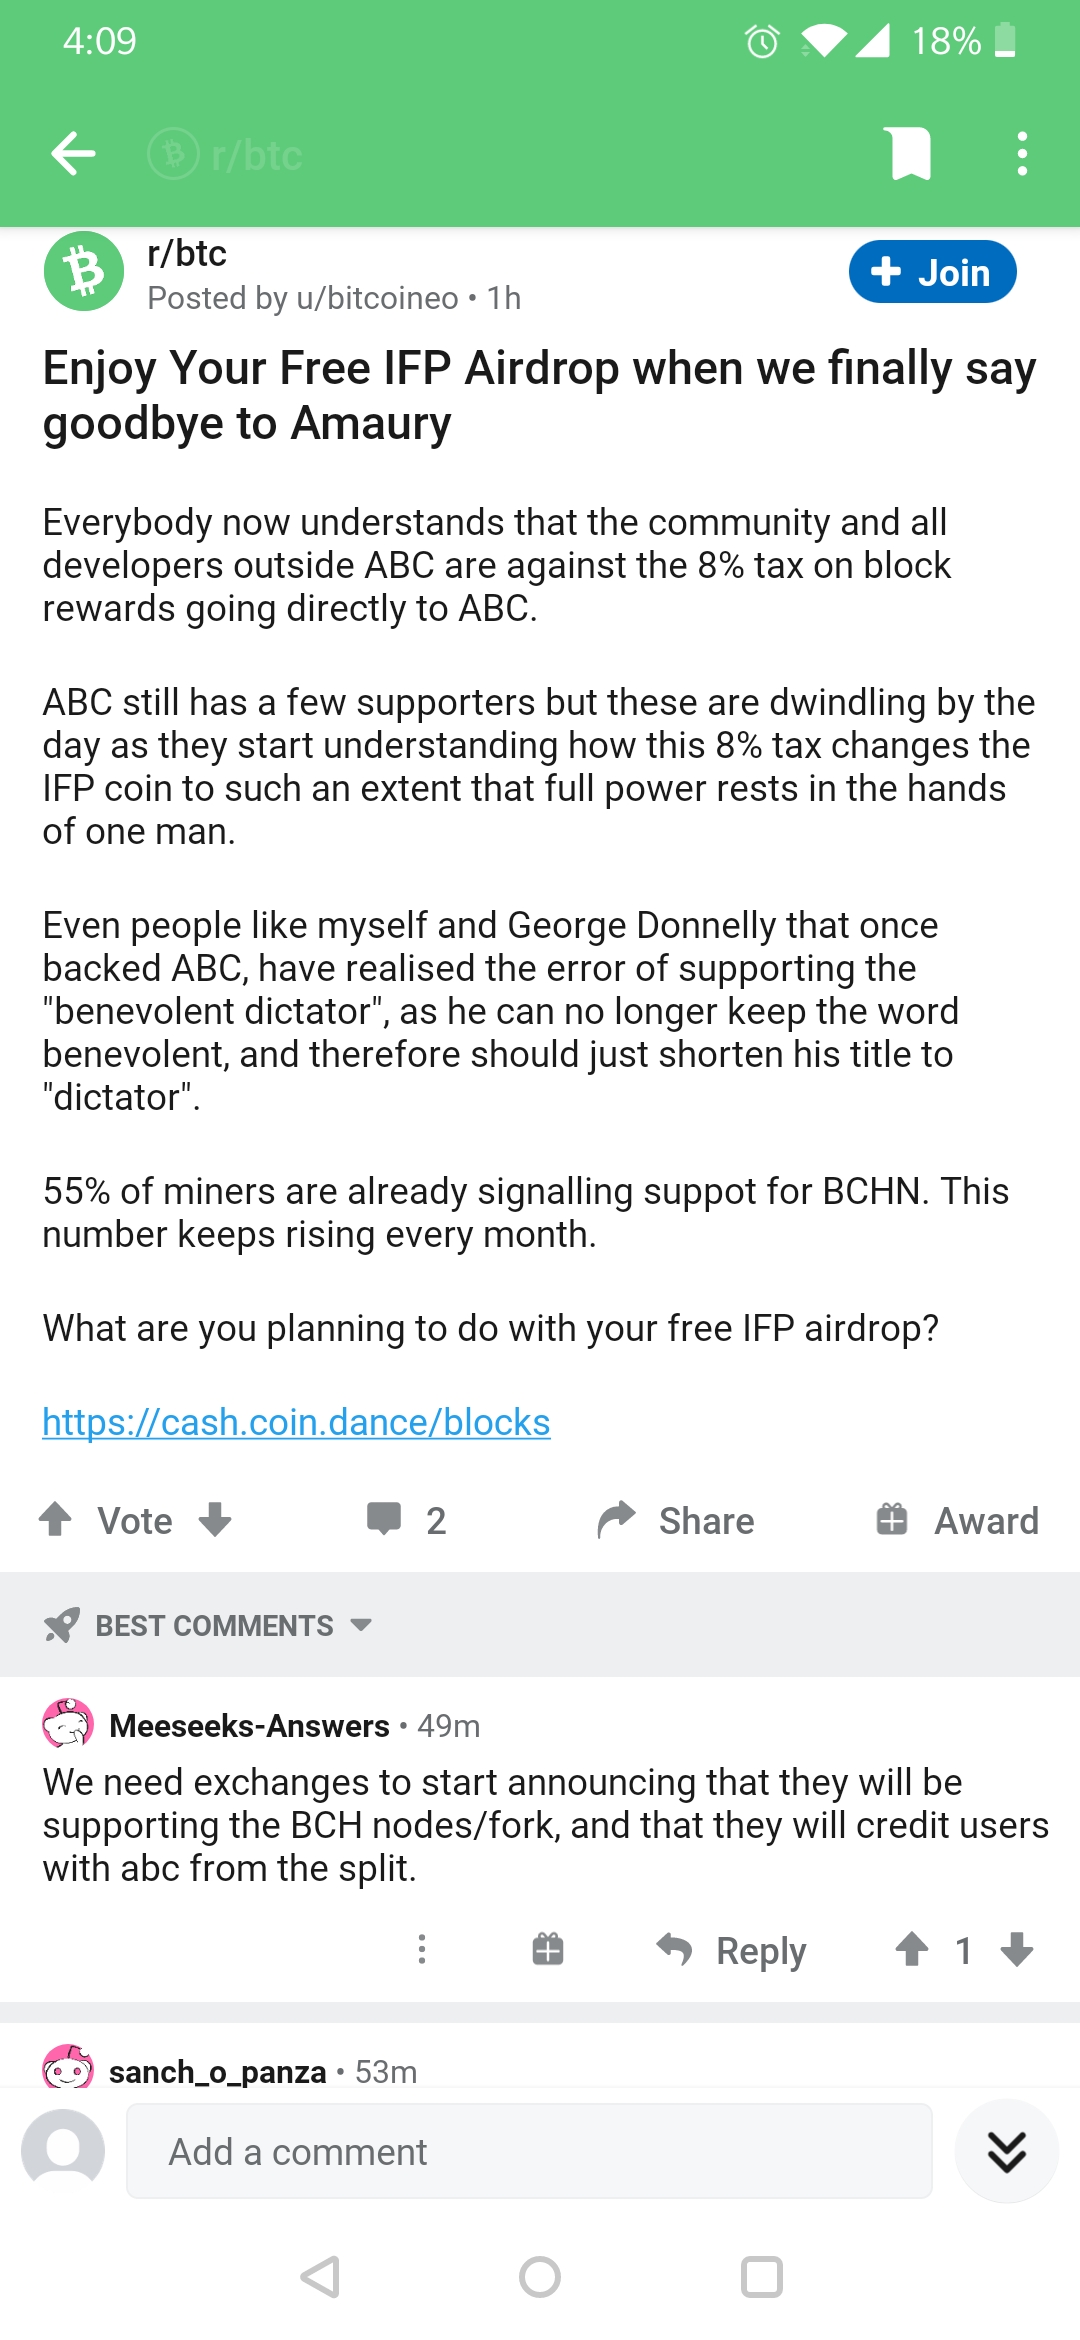 4:09
18%
r/btc
r/btc
Posted by u/bitcoineo • 1h
Join
Enjoy Your Free IFP Airdrop when we finally say
goodbye to Amaury
Everybody now understands that the community and all
developers outside ABC are against the 8% tax on block
rewards going directly to ABC.
ABC still has a few supporters but these are dwindling by the
day as they start understanding how this 8% tax changes the
IFP coin to such an extent that full power rests in the hands
of one man.
Even people like myself and George Donnelly that once
backed ABC, have realised the error of supporting the
"benevolent dictator", as he can no longer keep the word
benevolent, and therefore should just shorten his title to
"dictator".
55% of miners are already signalling suppot for BCHN. This
number keeps rising every month.
What are you planning to do with your free IFP airdrop?
https://cash.coin.dance/blocks
Vote 2 Share Award
BEST COMMENTS
Meeseeks-Answers • 49m
We need exchanges to start announcing that they will be
supporting the BCH nodes/fork, and that they will credit users
with abc from the split.
Reply 1
sanch_o_panza • 53m
Add a comment